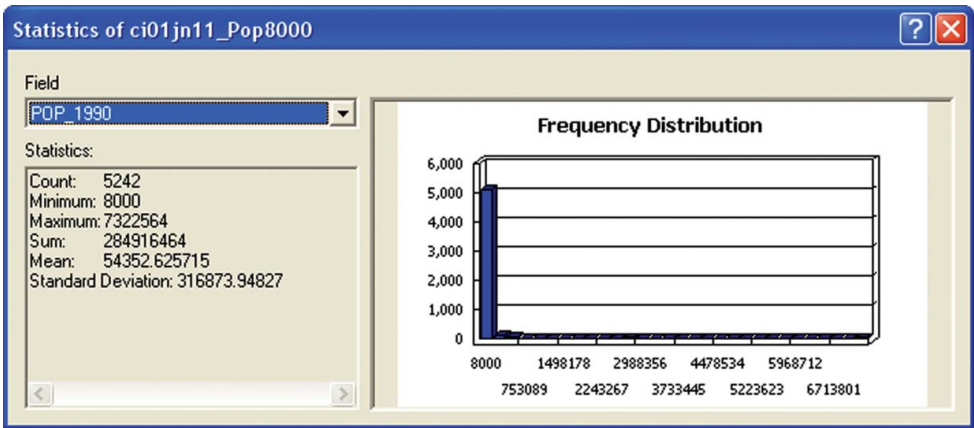 Statistics of ci01jn11_Pop8000
Field
POP_1990
Statistics:
Count: 5242
Minimum: 8000
Maximum: 7322564
Sum: 284916464
Mean: 54352.625715
Standard Deviation: 316873.94827
Frequency Distribution
6,000
5,000
4,000
3,000
2,000
1,000
0
8000 1498178 2988356 4478534 5968712
753089 2243267 3733445 5223623 6713801